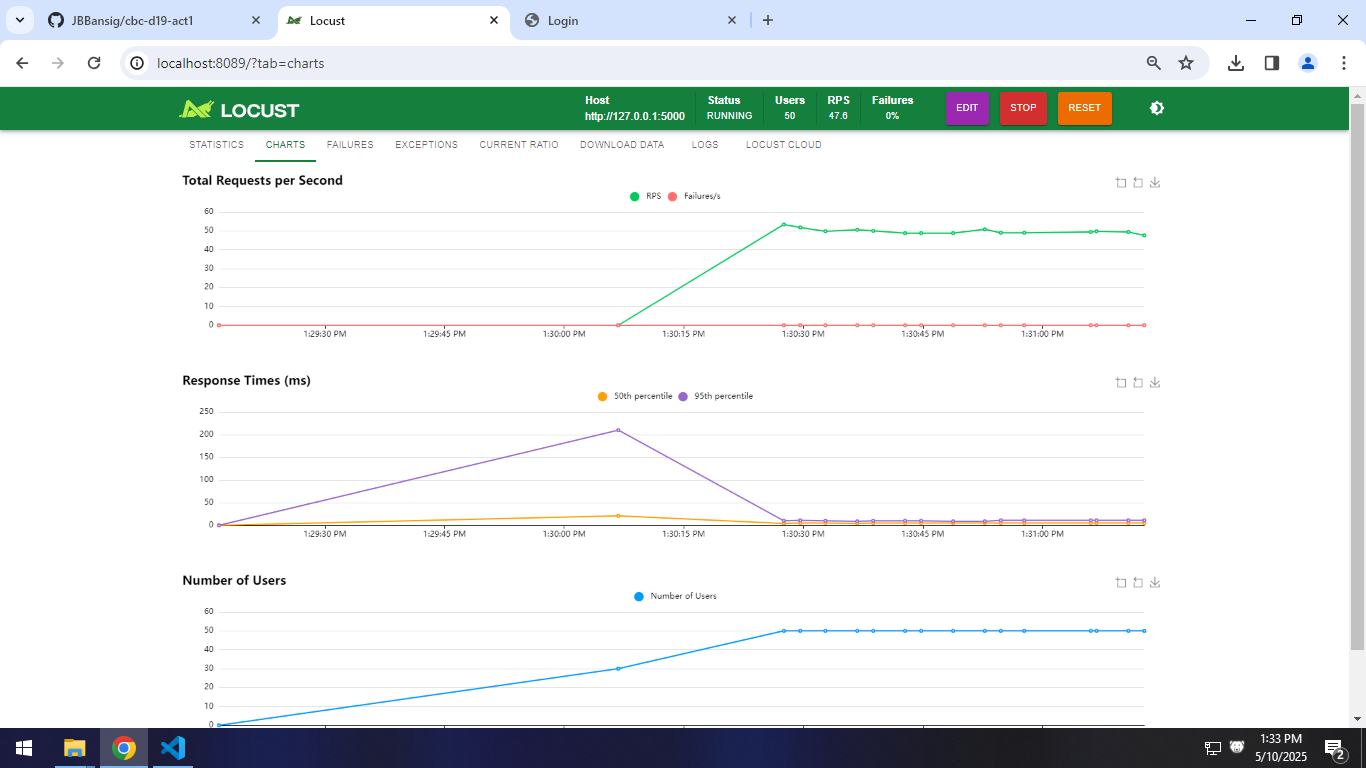 JBBansig/cbc-d19-act1
Locust
Login
localhost:8089/?tab=charts
LOCUST
Host
http://127.0.0.1:5000
Status
RUNNING
Users
50
RPS
47.6
Failures
0%
EDIT
STOP
RESET
STATISTICS CHARTS FAILURES EXCEPTIONS CURRENT RATIO DOWNLOAD DATA LOGS LOCUST CLOUD
Total Requests per Second
RPS Failures/s
60
50
40
30
20
10
0
1:29:30 PM 1:29:45 PM 1:30:00 PM 1:30:15 PM 1:30:30 PM 1:30:45 PM 1:31:00 PM
Response Times (ms)
50th percentile 95th percentile
250
200
150
100
50
0
1:29:30 PM 1:29:45 PM 1:30:00 PM 1:30:15 PM 1:30:30 PM 1:30:45 PM 1:31:00 PM
Number of Users
Number of Users
60
50
40
30
20
10
0
1:33 PM
5/10/2025
2